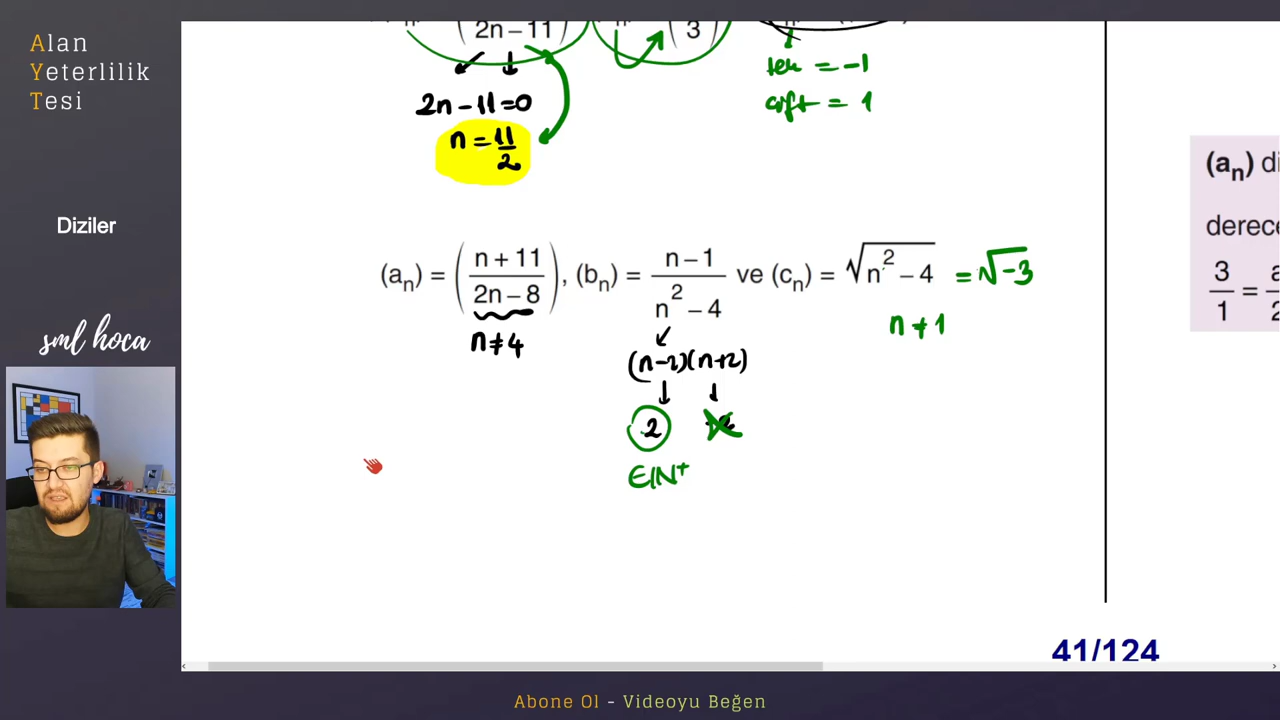 Alan
Yeterlilik
Tesi
Diziler
sml hoca
2n – 11
3
2n - 11 = 0
n = 11/2
tek = -1
çift = 1
(aₙ) = ( n + 11 / 2n – 8 ), (bₙ) = n – 1 / n² – 4 ve (cₙ) = √n² – 4 = √-3
n ≠ 4
(n-2)(n+2)
n ≠ 1
2
∈ℕ⁺
(aₙ) di
derece
3/1 =
41/124
Abone Ol - Videoyu Beğen